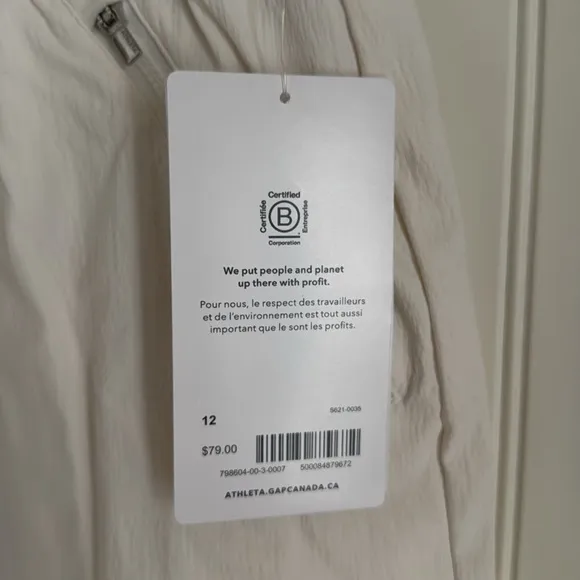 Certified
Certifiée
B
Entreprise
Corporation
We put people and planet
up there with profit.
Pour nous, le respect des travailleurs
et de l'environnement est tout aussi
important que le sont les profits.
12
5621-0035
$79.00
798604-00-3-0007 500084879672
ATHLETA.GAPCANADA.CA